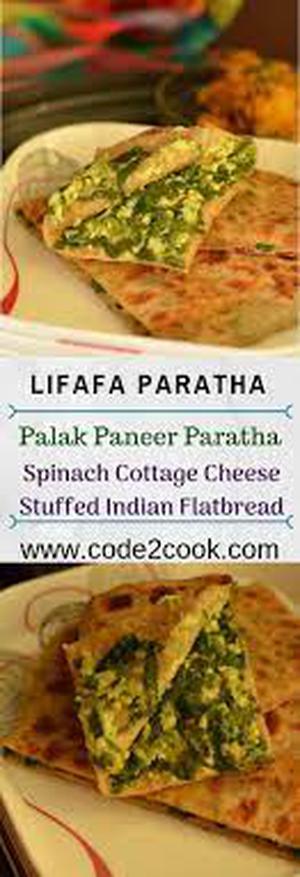 LIFAFA PARATHA
Palak Paneer Paratha
Spinach Cottage Cheese
Stuffed Indian Flatbread
www.code2cook.com